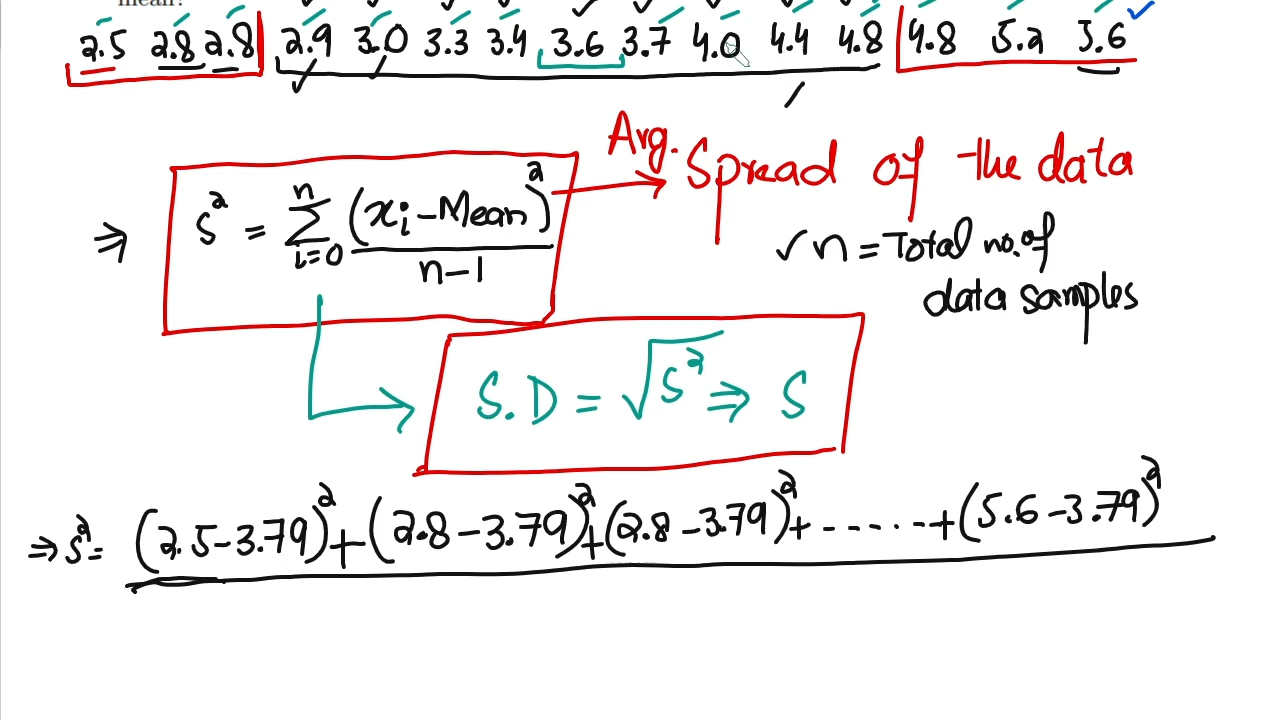 mean?
2.5 2.8 2.8 2.9 3.0 3.3 3.4 3.6 3.7 4.0 4.4 4.8 4.8 5.2 5.6
Avg. Spread of the data
⇒ s² = n Σ i=0 (xi - Mean)² / n-1
✓ n = Total no. of
data samples
S.D = √s² ⇒ S
⇒ s² = (2.5-3.79)² + (2.8-3.79)² + (2.8-3.79)² + ------ + (5.6-3.79)²